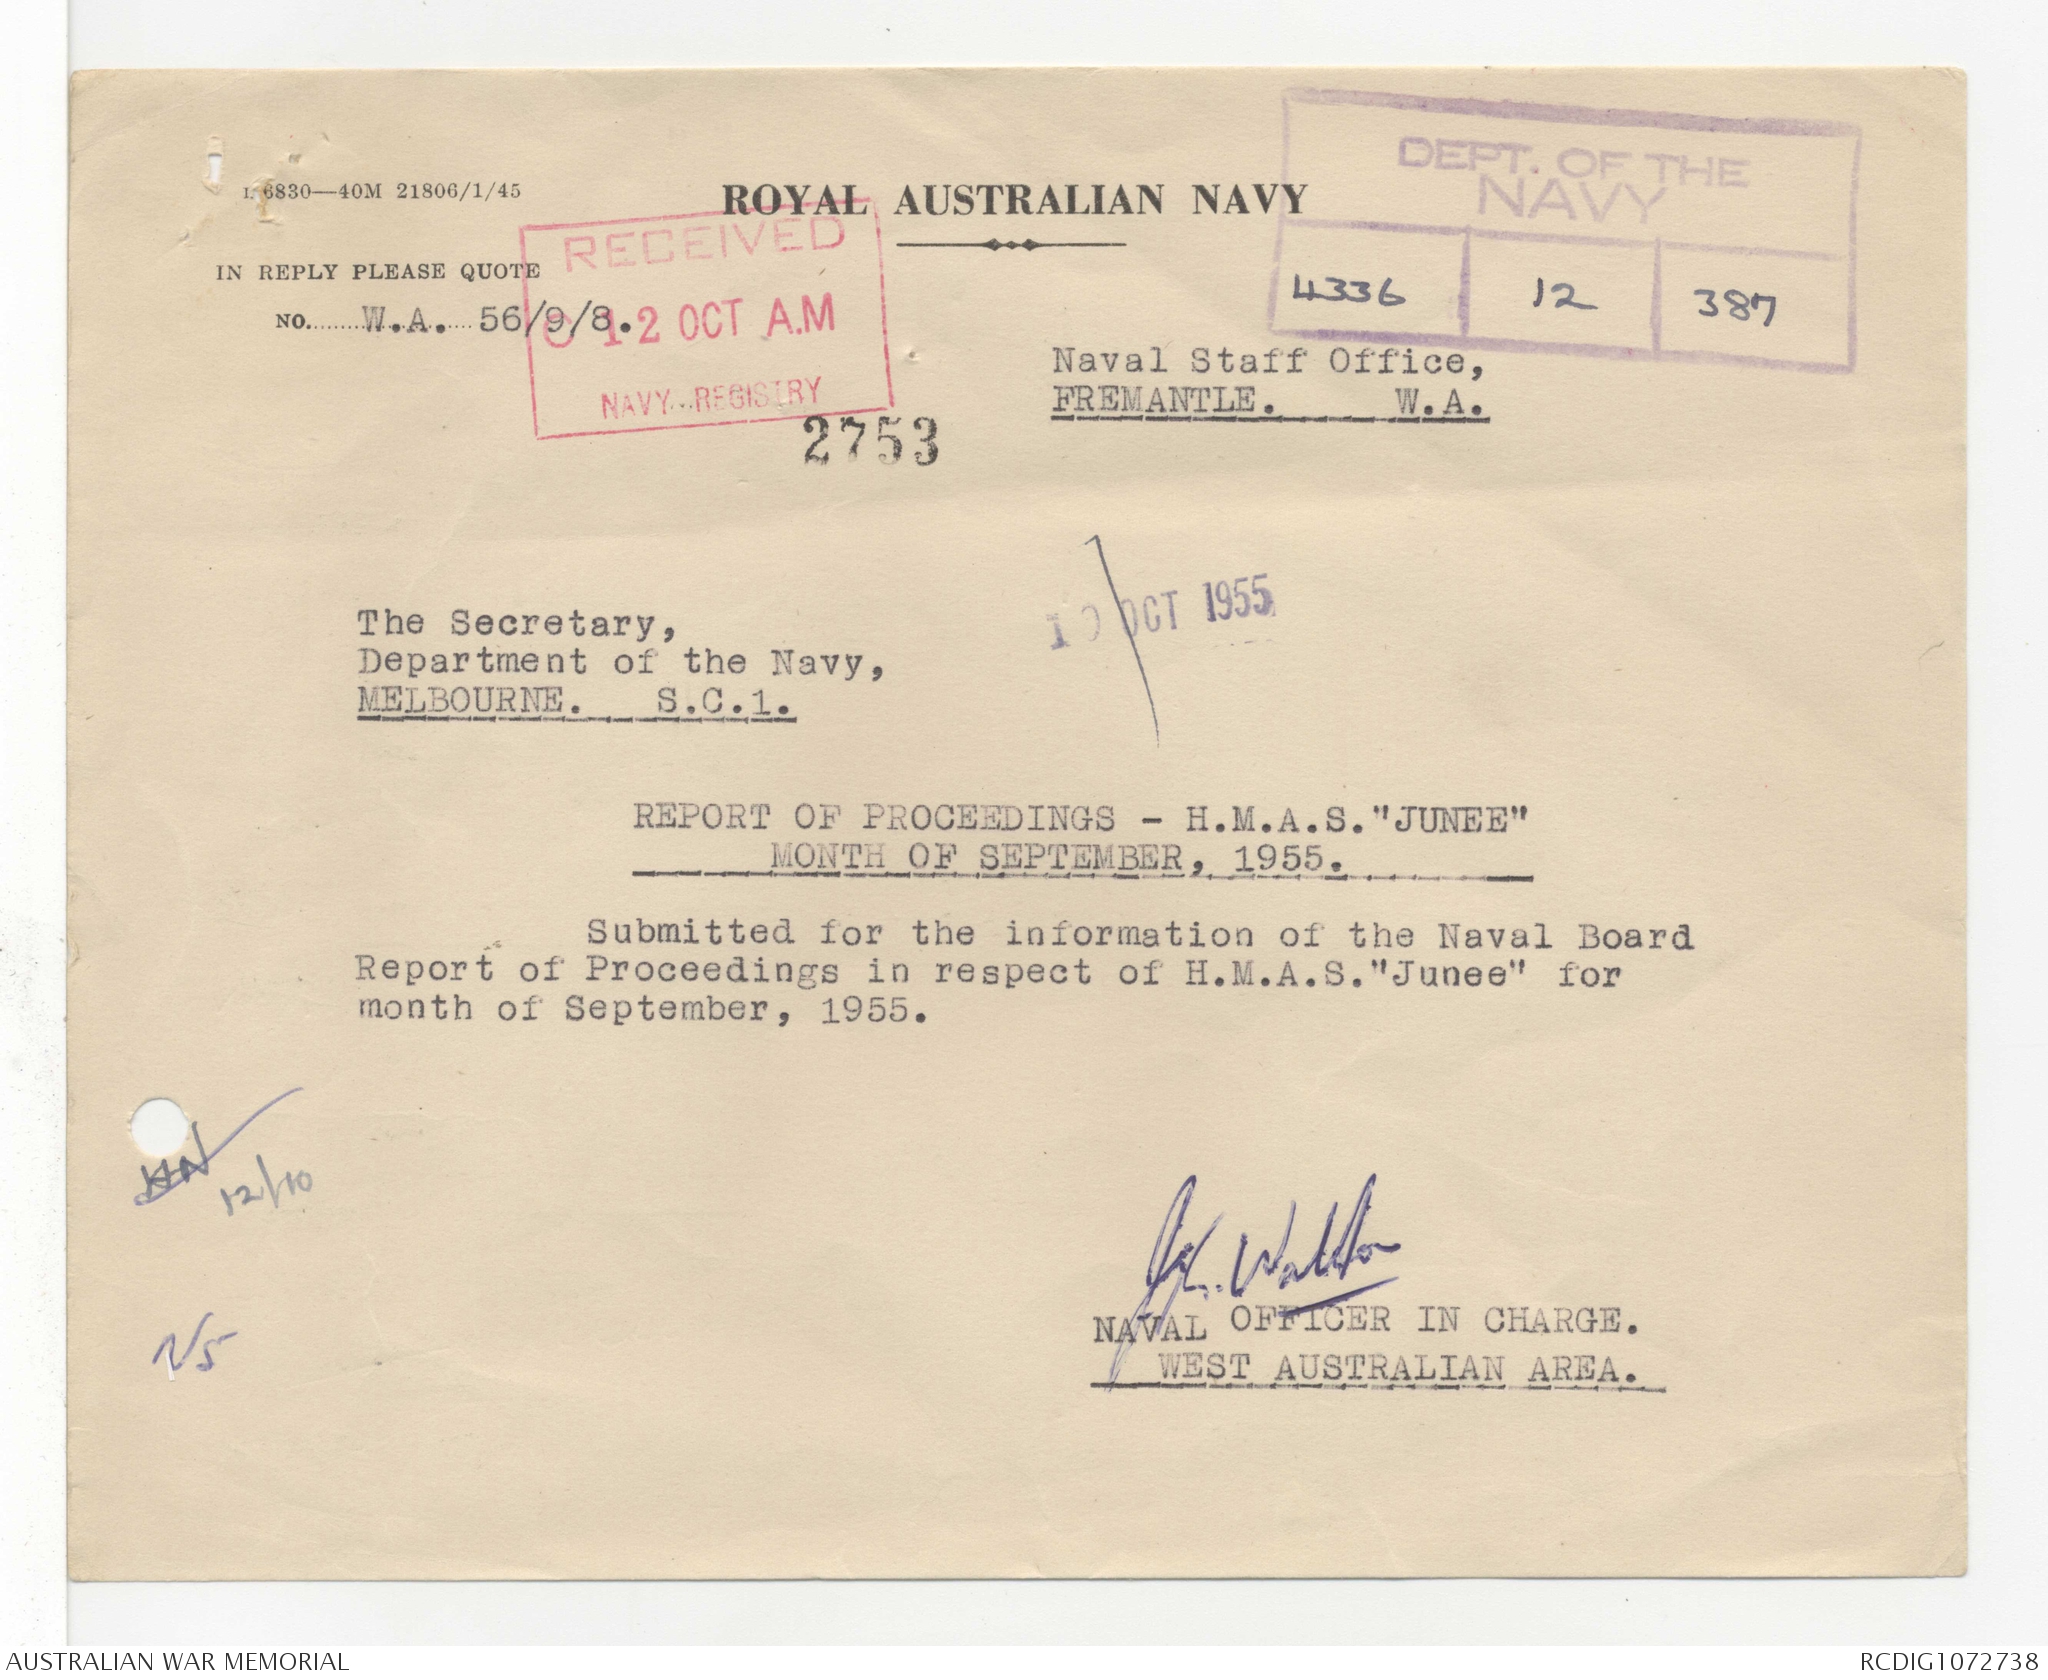 6830—40M 21806/1/45
ROYAL AUSTRALIAN NAVY
DEPT. OF THE
NAVY
4336 12 387
IN REPLY PLEASE QUOTE
NO. W.A. 56/9/8.
RECEIVED
12 OCT A.M
NAVY REGISTRY
2753
Naval Staff Office,
FREMANTLE. W.A.
OCT 1955
The Secretary,
Department of the Navy,
MELBOURNE. S.C.1.
REPORT OF PROCEEDINGS - H.M.A.S."JUNEE"
MONTH OF SEPTEMBER, 1955.
Submitted for the information of the Naval Board
Report of Proceedings in respect of H.M.A.S."Junee" for
month of September, 1955.
12/10
NAVAL OFFICER IN CHARGE.
WEST AUSTRALIAN AREA.
AUSTRALIAN WAR MEMORIAL
RCDIG1072738